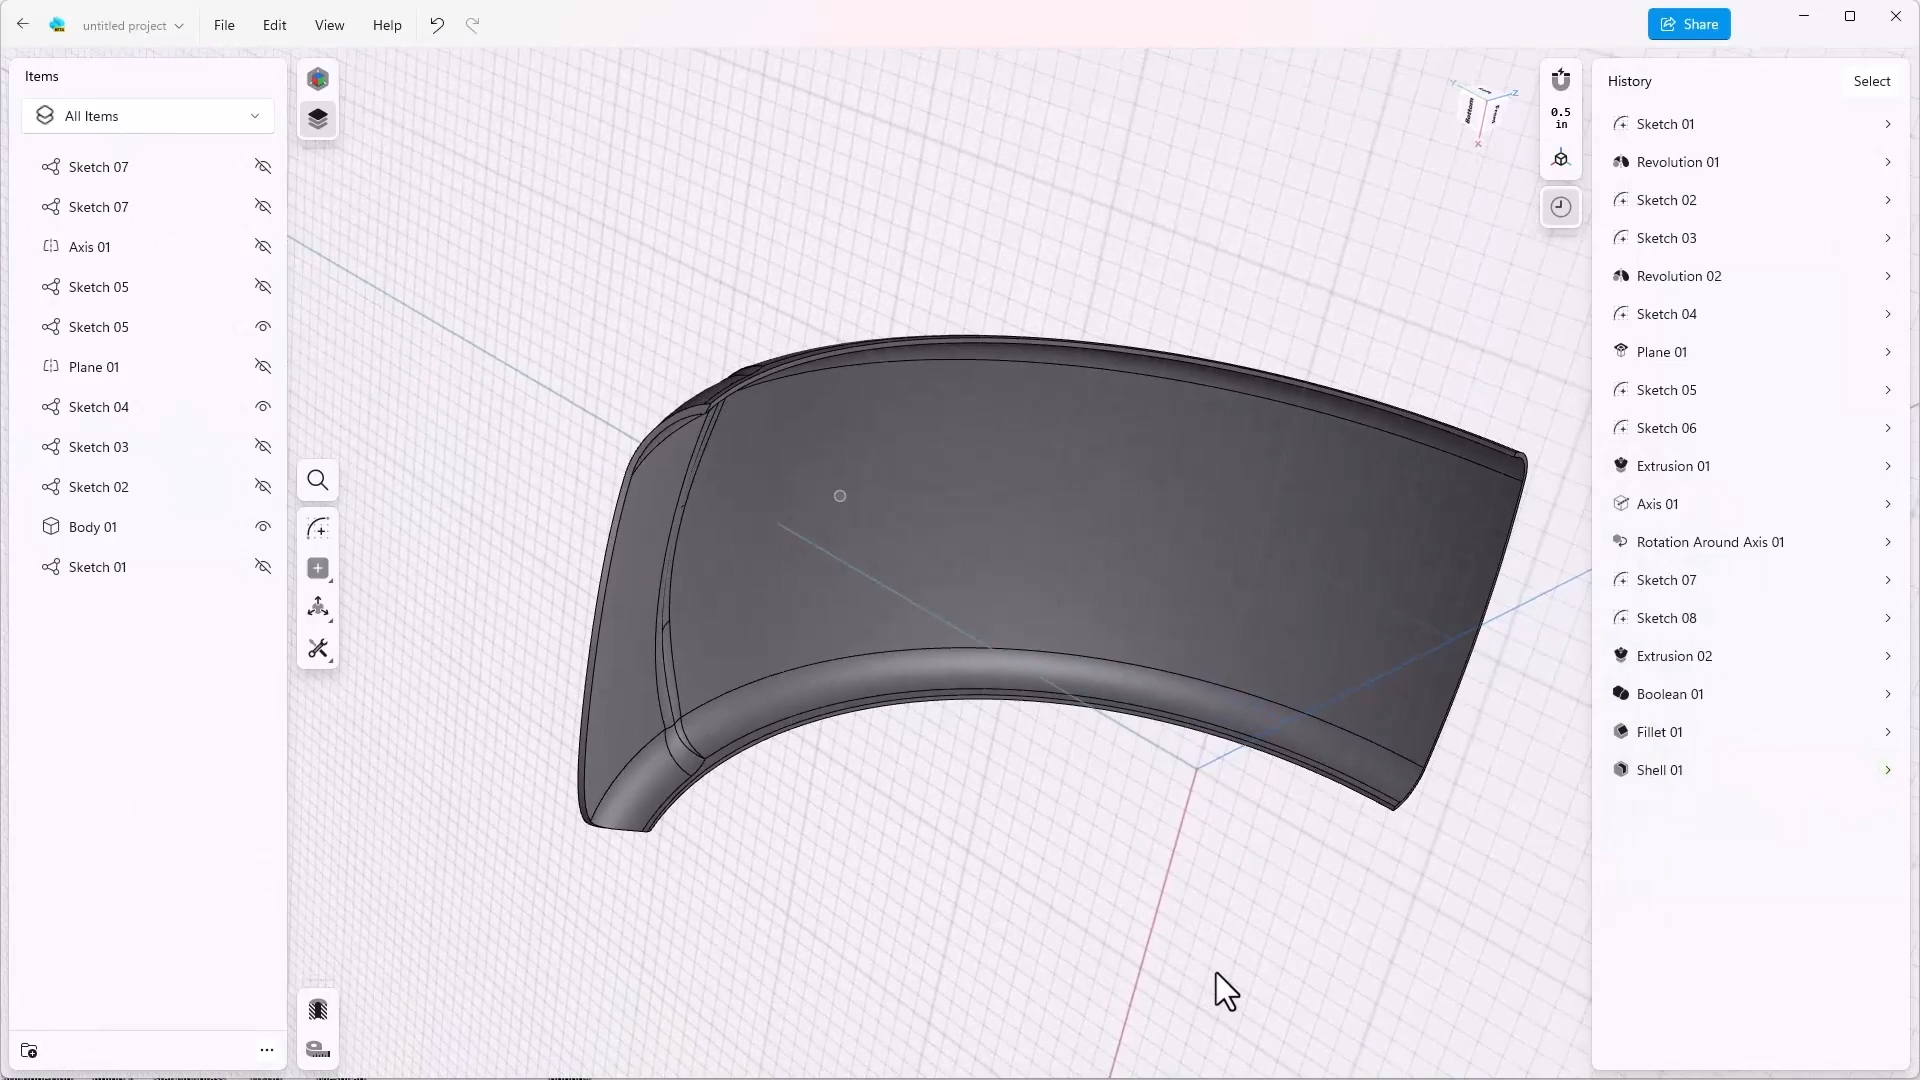 untitled project
File
Edit
View
Help
Share
Items
All Items
Sketch 07
Sketch 07
Axis 01
Sketch 05
Sketch 05
Plane 01
Sketch 04
Sketch 03
Sketch 02
Body 01
Sketch 01
Bottom
Y
Z
X
0.5
in
History
Select
Sketch 01
Revolution 01
Sketch 02
Sketch 03
Revolution 02
Sketch 04
Plane 01
Sketch 05
Sketch 06
Extrusion 01
Axis 01
Rotation Around Axis 01
Sketch 07
Sketch 08
Extrusion 02
Boolean 01
Fillet 01
Shell 01